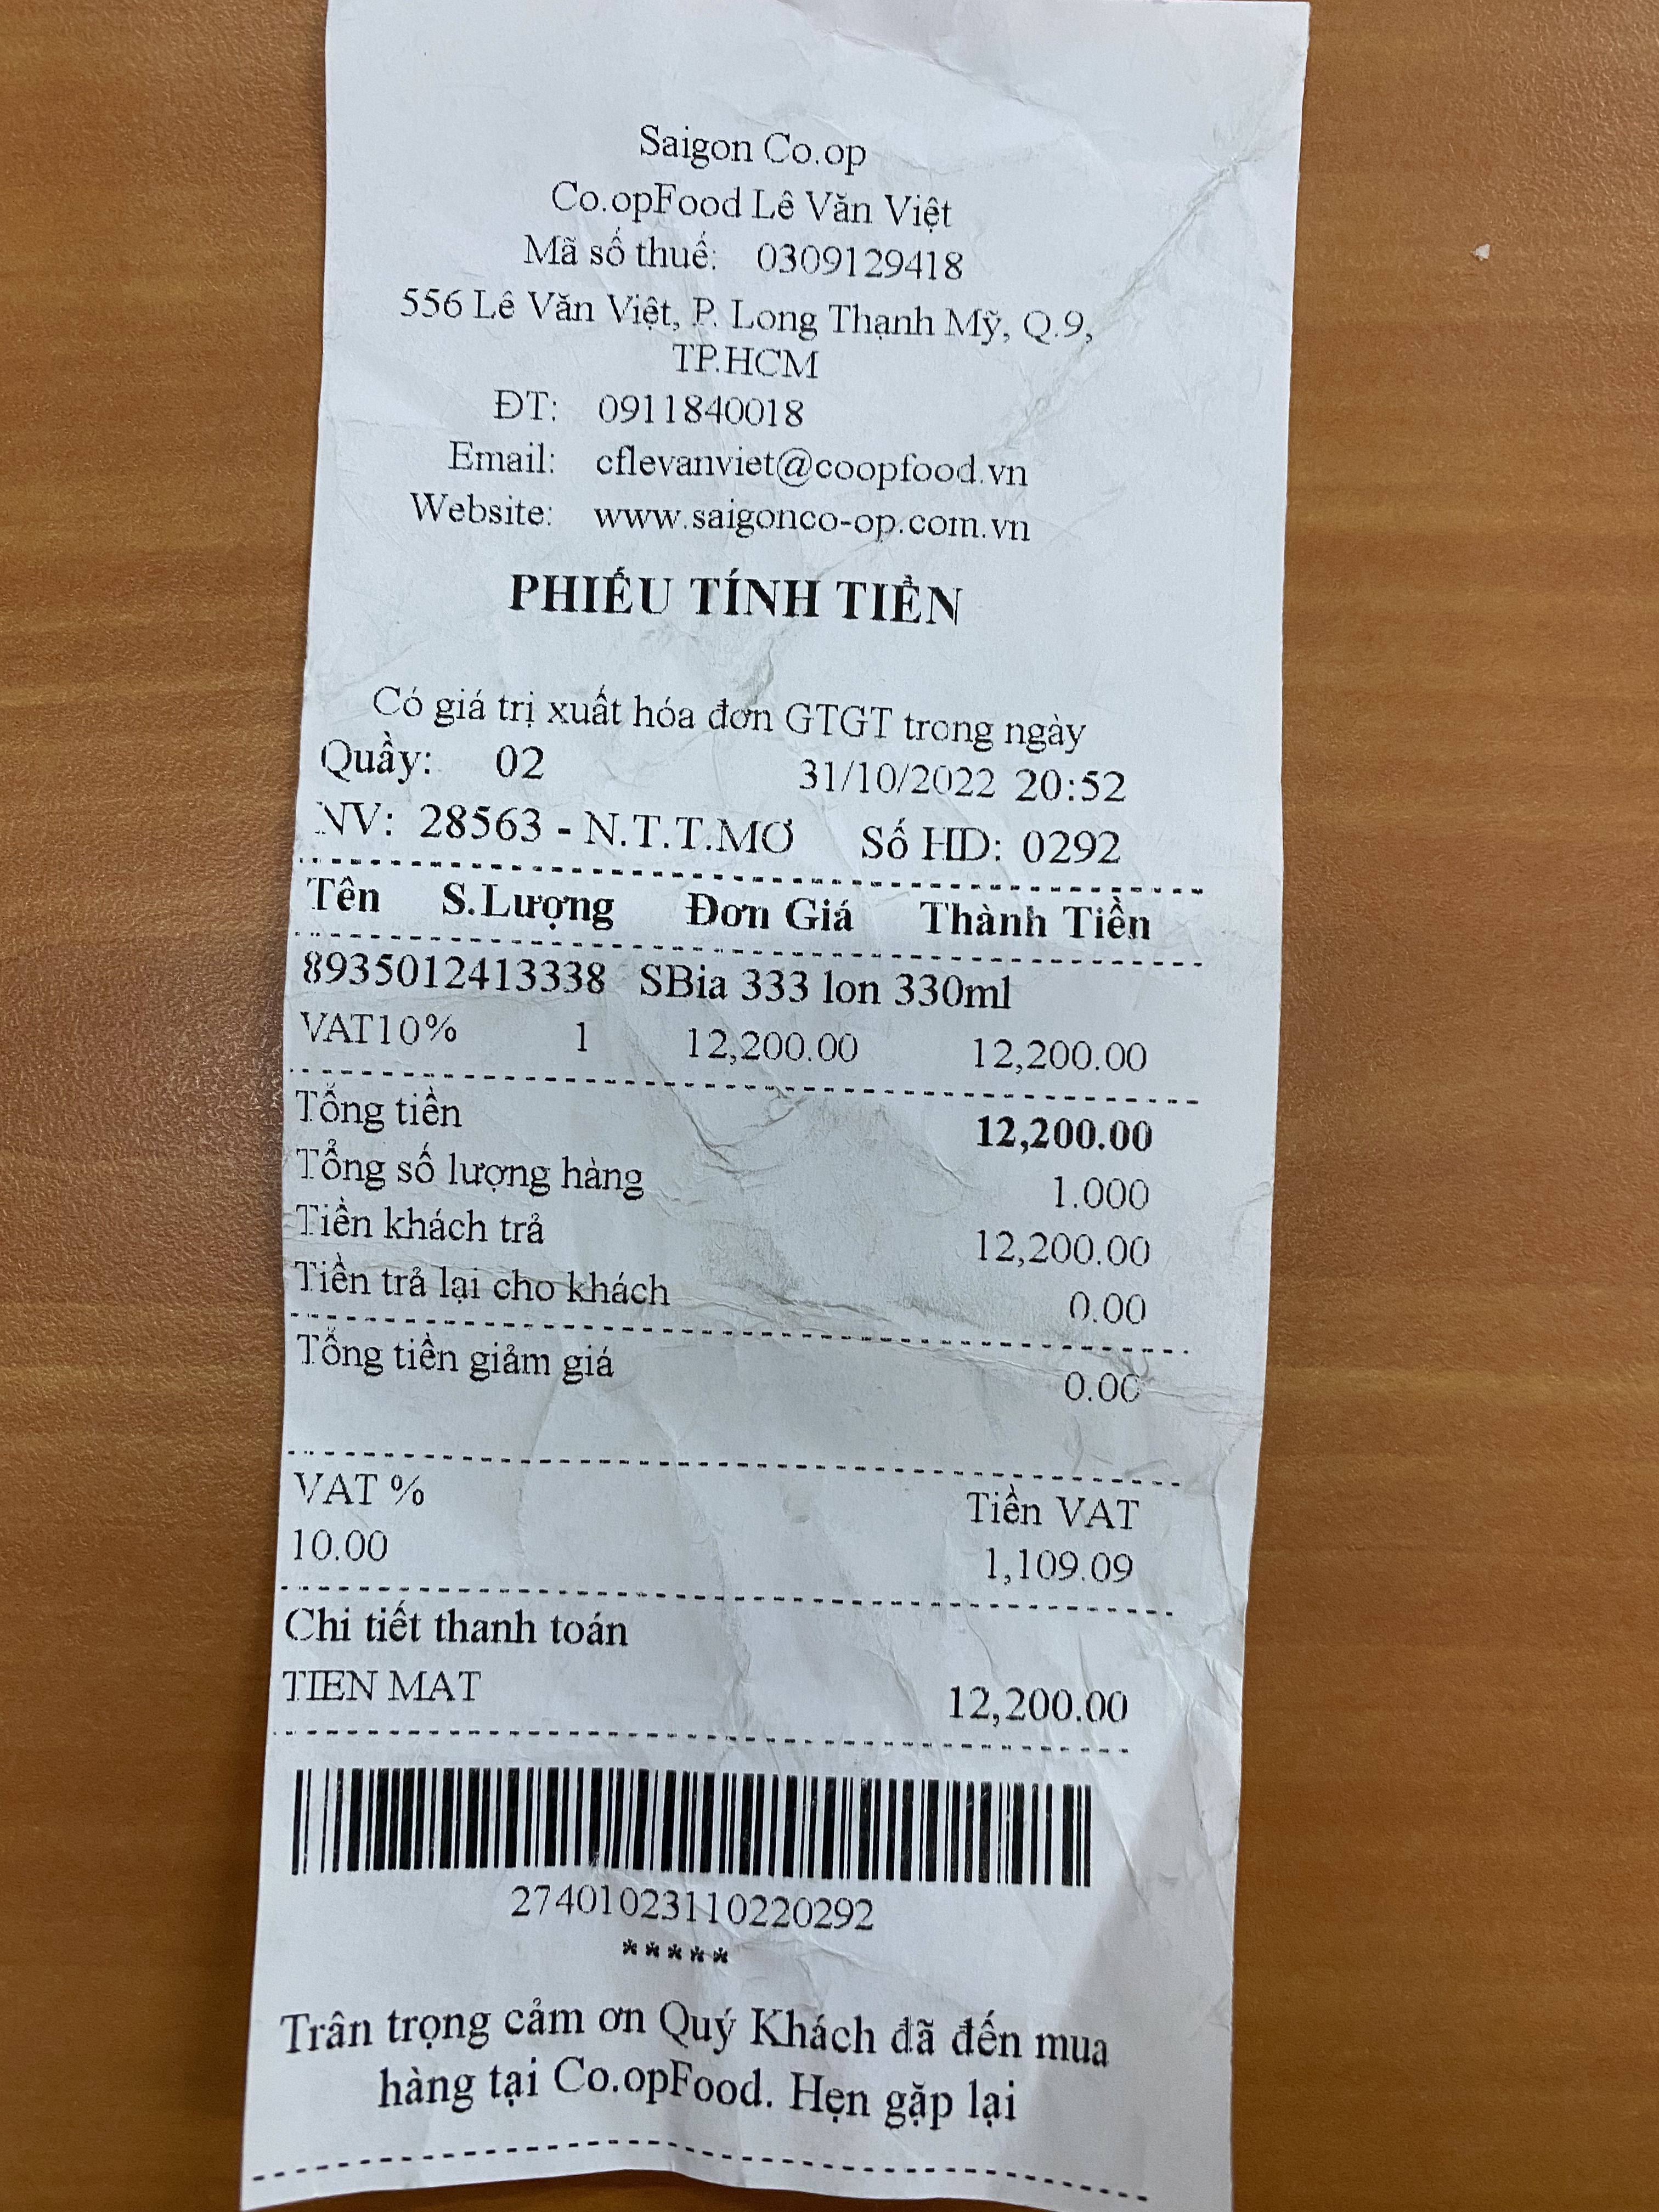 Saigon Co.op
Co.opFood Lê Văn Việt
Mã số thuế: 0309129418
556 Lê Văn Việt, P. Long Thạnh Mỹ, Q.9,
TP.HCM
ĐT: 0911840018
Email: cflevanviet@coopfood.vn
Website: www.saigonco-op.com.vn
PHIẾU TÍNH TIỀN
Có giá trị xuất hóa đơn GTGT trong ngày
Quầy: 02 31/10/2022 20:52
NV: 28563 - N.T.T.MƠ Số HD: 0292
Tên S.Lượng Đơn Giá Thành Tiền
8935012413338 SBia 333 lon 330ml
VAT10% 1 12,200.00 12,200.00
Tổng tiền 12,200.00
Tổng số lượng hàng 1.000
Tiền khách trả 12,200.00
Tiền trả lại cho khách 0.00
Tổng tiền giảm giá 0.00
VAT % Tiền VAT
10.00 1,109.09
Chi tiết thanh toán
TIEN MAT 12,200.00
27401023110220292
*****
Trân trọng cảm ơn Quý Khách đã đến mua
hàng tại Co.opFood. Hẹn gặp lại